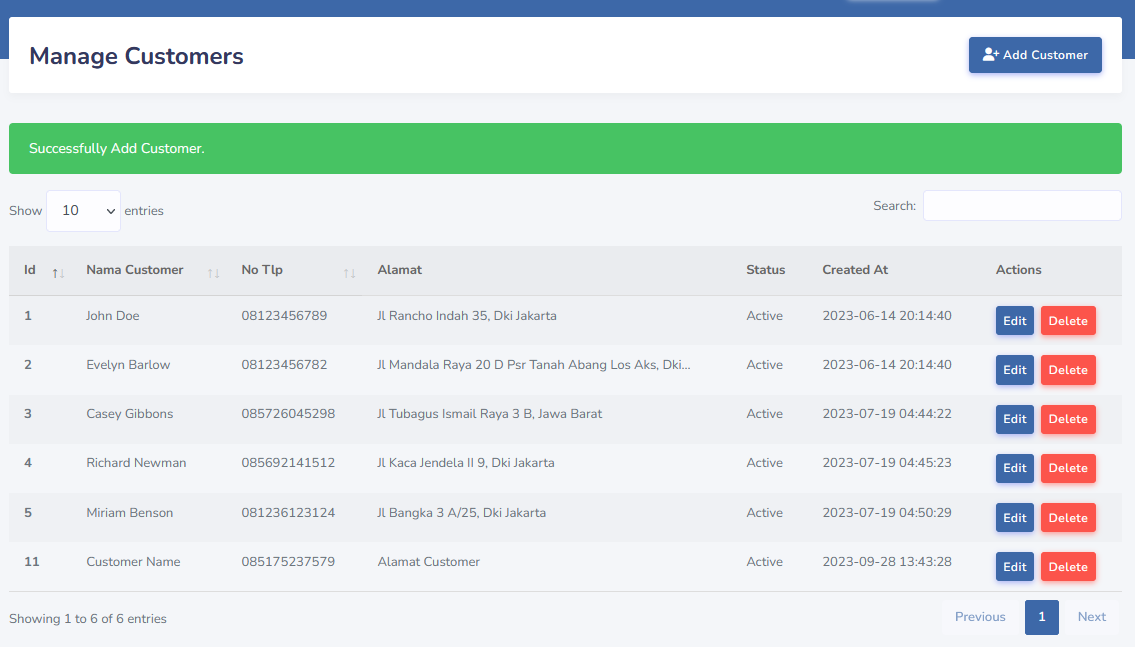 Manage Customers
Add Customer
Successfully Add Customer.
Show 10 entries
Search:
Id Nama Customer No Tlp Alamat Status Created At Actions
1 John Doe 08123456789 Jl Rancho Indah 35, Dki Jakarta Active 2023-06-14 20:14:40 Edit Delete
2 Evelyn Barlow 08123456782 Jl Mandala Raya 20 D Psr Tanah Abang Los Aks, Dki... Active 2023-06-14 20:14:40 Edit Delete
3 Casey Gibbons 085726045298 Jl Tubagus Ismail Raya 3 B, Jawa Barat Active 2023-07-19 04:44:22 Edit Delete
4 Richard Newman 085692141512 Jl Kaca Jendela II 9, Dki Jakarta Active 2023-07-19 04:45:23 Edit Delete
5 Miriam Benson 081236123124 Jl Bangka 3 A/25, Dki Jakarta Active 2023-07-19 04:50:29 Edit Delete
11 Customer Name 085175237579 Alamat Customer Active 2023-09-28 13:43:28 Edit Delete
Showing 1 to 6 of 6 entries
Previous 1 Next